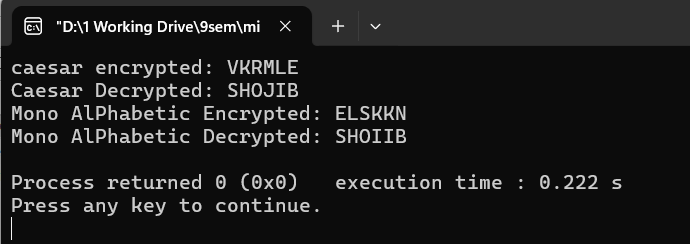 "D:\1 Working Drive\9sem\mi
caesar encrypted: VKRMLE
Caesar Decrypted: SHOJIB
Mono AlPhabetic Encrypted: ELSKKN
Mono AlPhabetic Decrypted: SHOIIB
Process returned 0 (0x0)   execution time : 0.222 s
Press any key to continue.